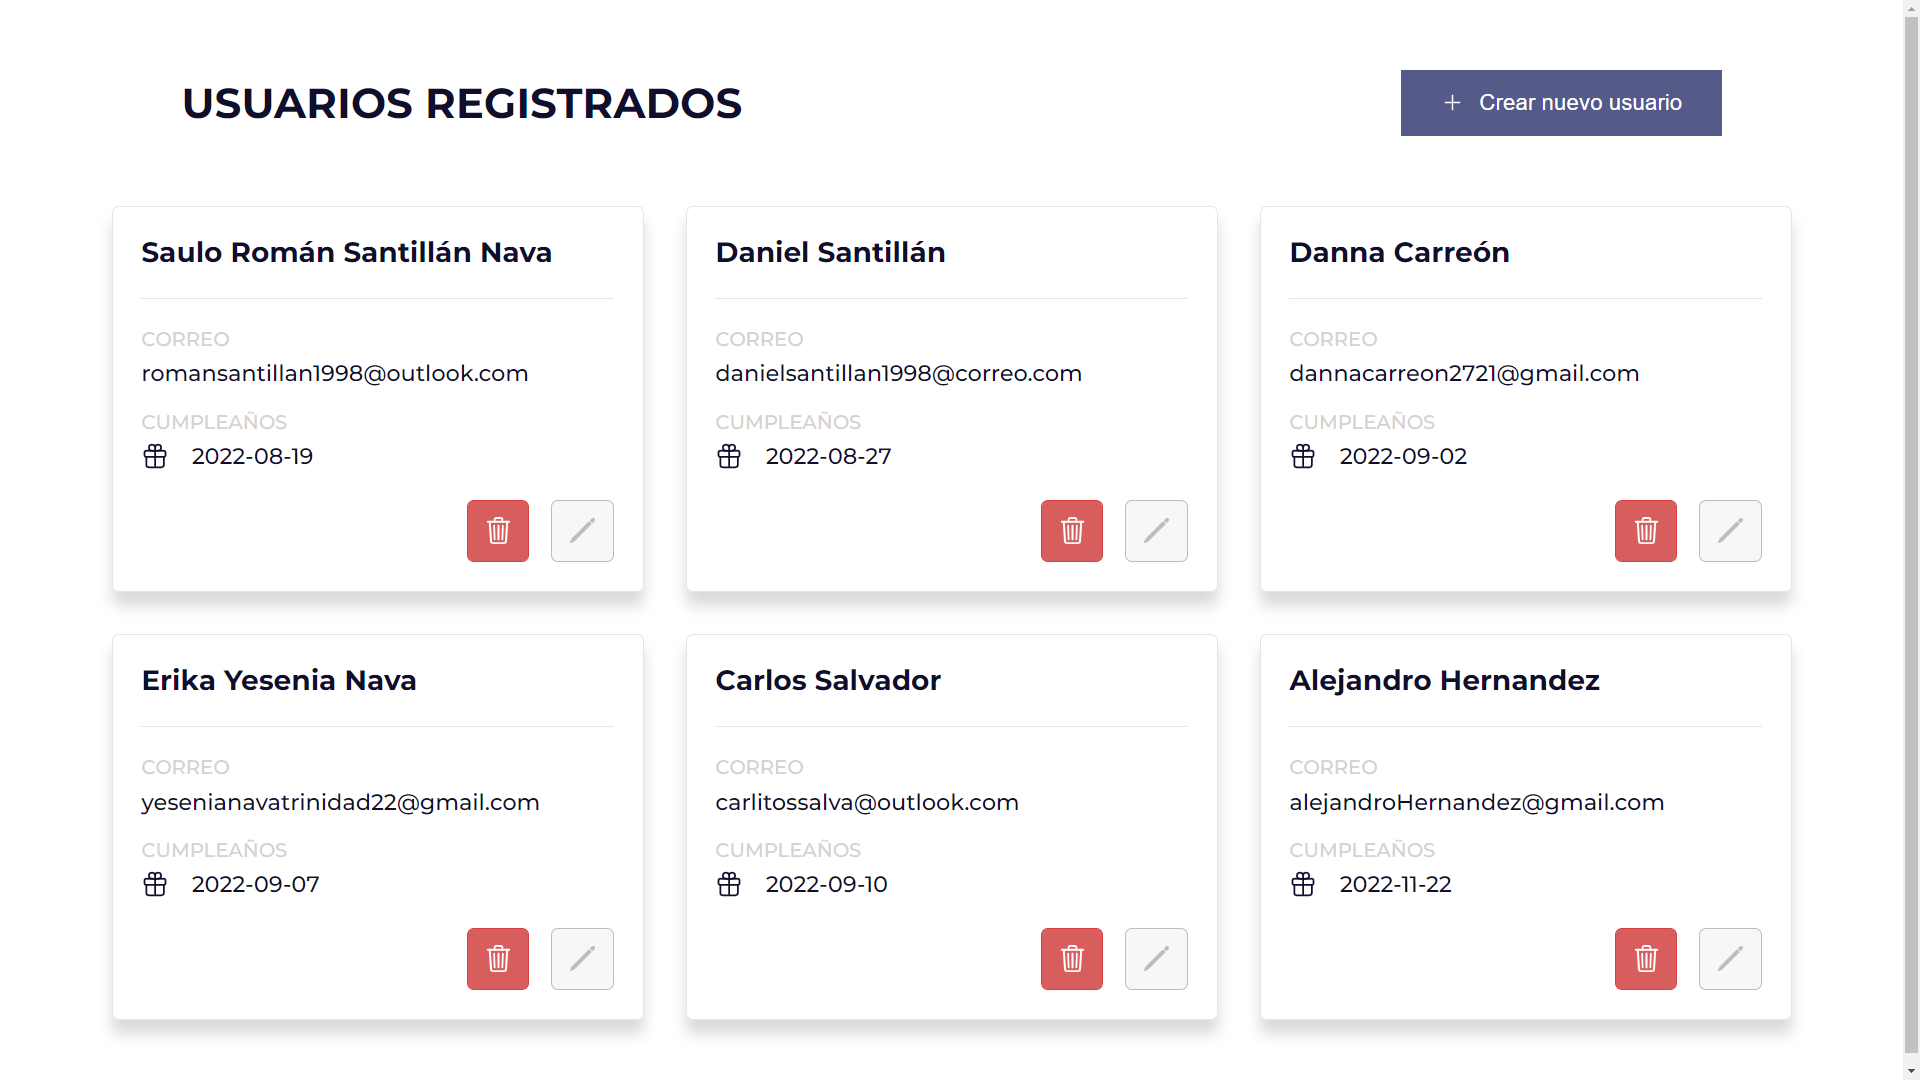 USUARIOS REGISTRADOS
+ Crear nuevo usuario
Saulo Román Santillán Nava
CORREO
romansantillan1998@outlook.com
CUMPLEAÑOS
2022-08-19
Daniel Santillán
CORREO
danielsantillan1998@correo.com
CUMPLEAÑOS
2022-08-27
Danna Carreón
CORREO
dannacarreon2721@gmail.com
CUMPLEAÑOS
2022-09-02
Erika Yesenia Nava
CORREO
yesenianavatrinidad22@gmail.com
CUMPLEAÑOS
2022-09-07
Carlos Salvador
CORREO
carlitossalva@outlook.com
CUMPLEAÑOS
2022-09-10
Alejandro Hernandez
CORREO
alejandroHernandez@gmail.com
CUMPLEAÑOS
2022-11-22